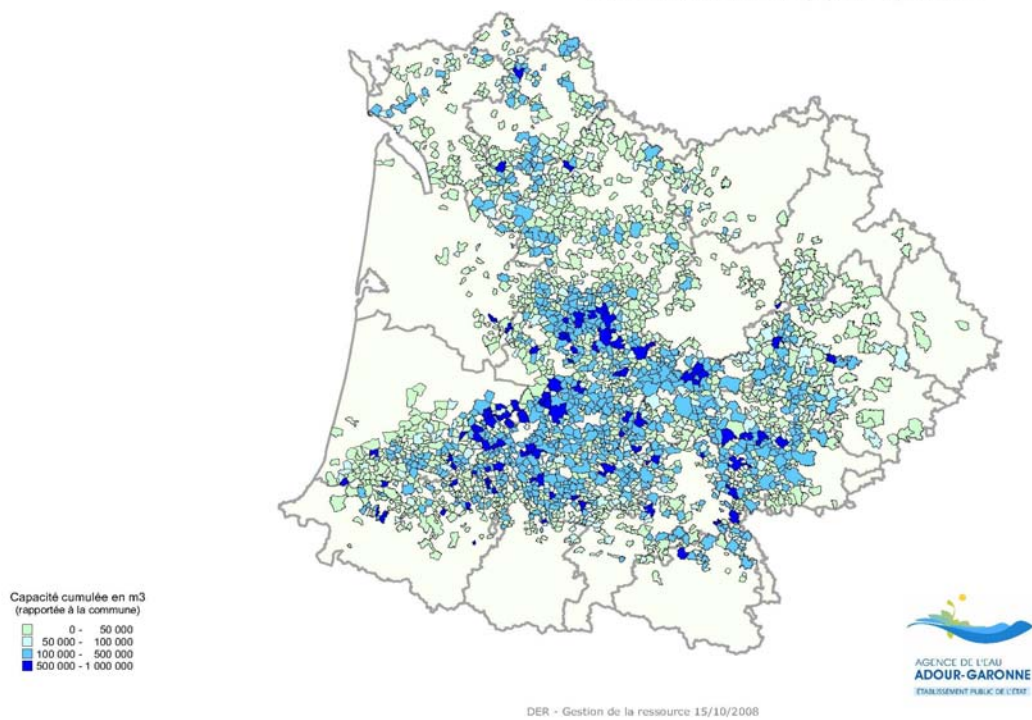 Capacité cumulée en m3
(rapportée à la commune)
0 - 50 000
50 000 - 100 000
100 000 - 500 000
500 000 - 1 000 000
AGENCE DE L'EAU
ADOUR-GARONNE
ÉTABLISSEMENT PUBLIC DE L'ÉTAT
DER - Gestion de la ressource 15/10/2008